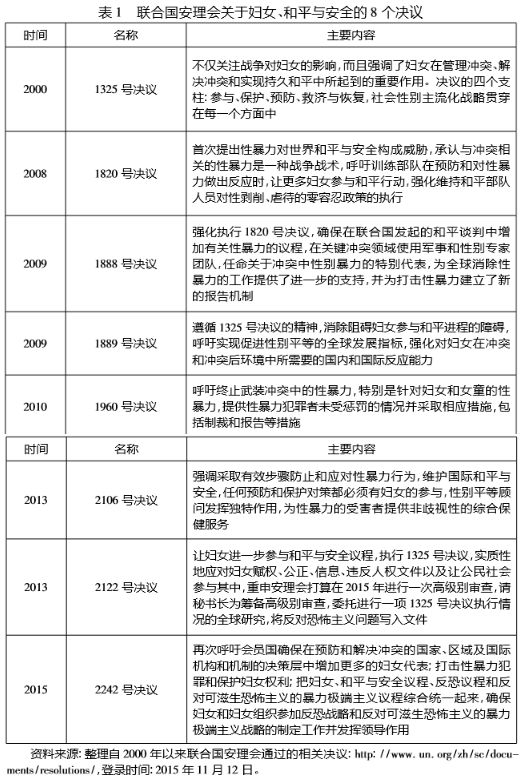 表 1 联合国安理会关于妇女、和平与安全的 8 个决议
时间 名称 主要内容
2000 1325 号决议
不仅关注战争对妇女的影响,而且强调了妇女在管理冲突、解
决冲突和实现持久和平中所起到的重要作用。决议的四个支
柱:参与、保护、预防、救济与恢复,社会性别主流化战略贯穿
在每一个方面中
2008 1820 号决议
首次提出性暴力对世界和平与安全构成威胁,承认与冲突相
关的性暴力是一种战争战术,呼吁训练部队在预防和对性暴
力做出反应时,让更多妇女参与和平行动,强化维持和平部队
人员对性剥削、虐待的零容忍政策的执行
2009 1888 号决议
强化执行 1820 号决议,确保在联合国发起的和平谈判中增
加有关性暴力的议程,在关键冲突领域使用军事和性别专家
团队,任命关于冲突中性别暴力的特别代表,为全球消除性
暴力的工作提供了进一步的支持,并为打击性暴力建立了新
的报告机制
2009 1889 号决议
遵循 1325 号决议的精神,消除阻碍妇女参与和平进程的障碍,
呼吁实现促进性别平等的全球发展指标,强化对妇女在冲突
和冲突后环境中所需要的国内和国际反应能力
2010 1960 号决议
呼吁终止武装冲突中的性暴力,特别是针对妇女和女童的性
暴力,提供性暴力犯罪者未受惩罚的情况并采取相应措施,包
括制裁和报告等措施
时间 名称 主要内容
2013 2106 号决议
强调采取有效步骤防止和应对性暴力行为,维护国际和平与
安全,任何预防和保护对策都必须有妇女的参与,性别平等顾
问发挥独特作用,为性暴力的受害者提供非歧视性的综合保
健服务
2013 2122 号决议
让妇女进一步参与和平与安全议程,执行 1325 号决议,实质性
地应对妇女赋权、公正、信息、违反人权文件以及让公民社会
参与其中,重申安理会打算在 2015 年进行一次高级别审查,请
秘书长为筹备高级别审查,委托进行一项 1325 号决议执行情
况的全球研究,将反对恐怖主义问题写入文件
2015 2242 号决议
再次呼吁会员国确保在预防和解决冲突的国家、区域及国际
机构和机制的决策层中增加更多的妇女代表;打击性暴力犯
罪和保护妇女权利;把妇女、和平与安全议程、反恐议程和反
对可滋生恐怖主义的暴力极端主义议程综合统一起来,确保
妇女和妇女组织参加反恐战略和反对可滋生恐怖主义的暴力
极端主义战略的制定工作并发挥领导作用
资料来源:整理自 2000 年以来联合国安理会通过的相关决议:http://www.un.org/zh/sc/docu-
ments/resolutions/,登录时间:2015 年 11 月 12 日。